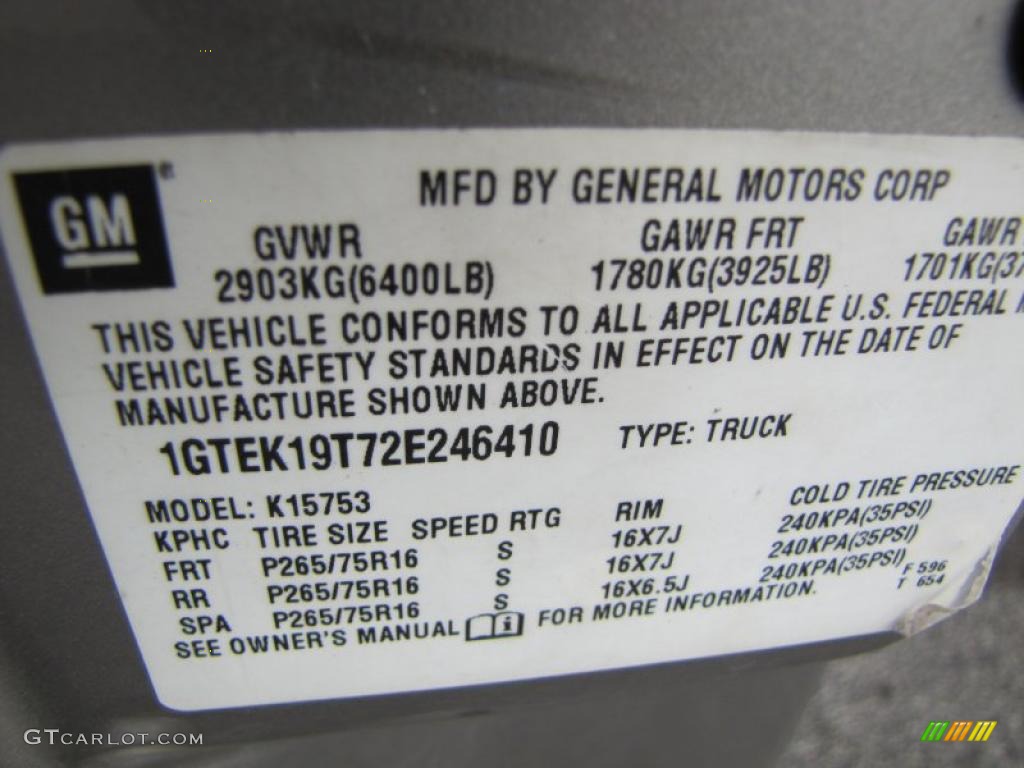 GM®
MFD BY GENERAL MOTORS CORP
GVWR GAWR FRT GAWR
2903KG(6400LB) 1780KG(3925LB) 1701KG(37
THIS VEHICLE CONFORMS TO ALL APPLICABLE U.S. FEDERAL
VEHICLE SAFETY STANDARDS IN EFFECT ON THE DATE OF
MANUFACTURE SHOWN ABOVE.
1GTEK19T72E246410 TYPE: TRUCK
MODEL: K15753
KPHC TIRE SIZE SPEED RTG RIM COLD TIRE PRESSURE
FRT P265/75R16 S 16X7J 240KPA(35PSI)
RR P265/75R16 S 16X7J 240KPA(35PSI)
SPA P265/75R16 S 16X6.5J 240KPA(35PSI)
SEE OWNER'S MANUAL i FOR MORE INFORMATION.
F 596
T 654
GTCARLOT.COM